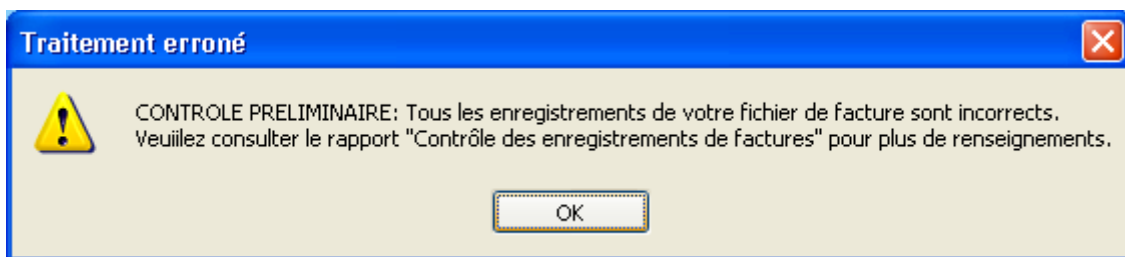 Traitement erroné
CONTROLE PRELIMINAIRE: Tous les enregistrements de votre fichier de facture sont incorrects.
Veuiilez consulter le rapport "Contrôle des enregistrements de factures" pour plus de renseignements.
OK